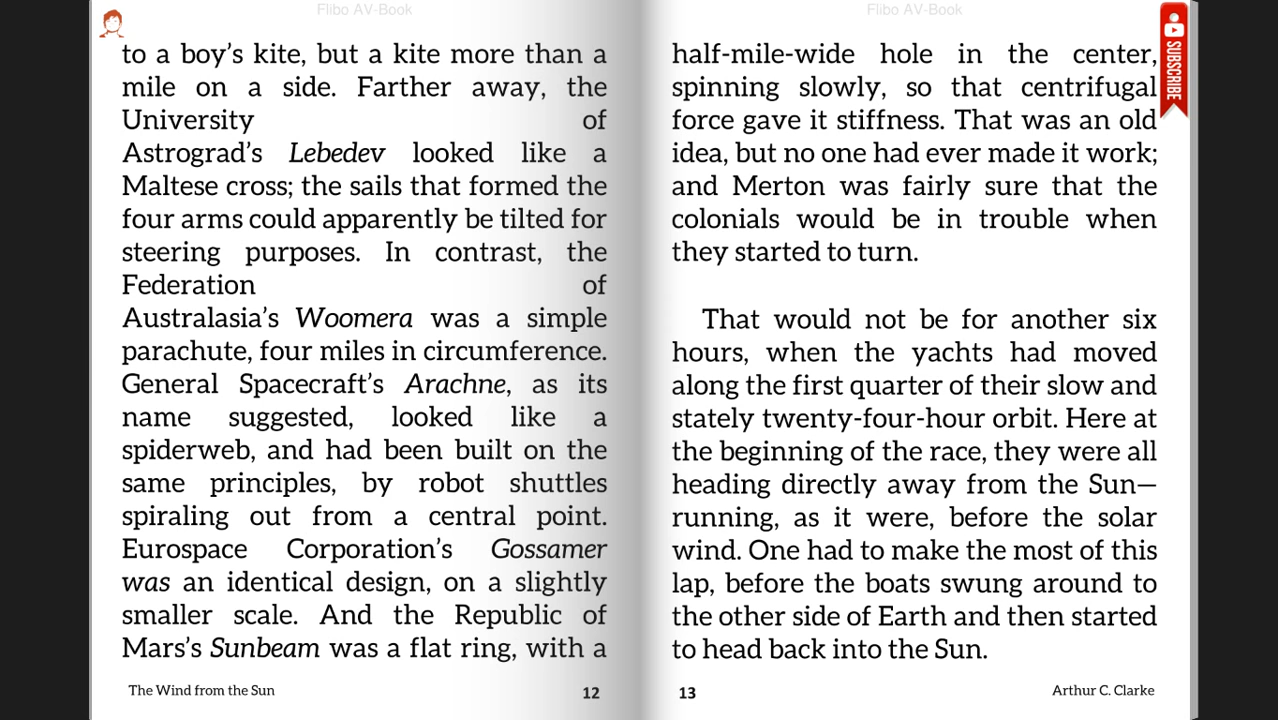 Flibo AV-Book
to a boy’s kite, but a kite more than a
mile on a side. Farther away, the
University of
Astrograd’s Lebedev looked like a
Maltese cross; the sails that formed the
four arms could apparently be tilted for
steering purposes. In contrast, the
Federation of
Australasia’s Woomera was a simple
parachute, four miles in circumference.
General Spacecraft’s Arachne, as its
name suggested, looked like a
spiderweb, and had been built on the
same principles, by robot shuttles
spiraling out from a central point.
Eurospace Corporation’s Gossamer
was an identical design, on a slightly
smaller scale. And the Republic of
Mars’s Sunbeam was a flat ring, with a
The Wind from the Sun 12
Flibo AV-Book
SUBSCRIBE
half-mile-wide hole in the center,
spinning slowly, so that centrifugal
force gave it stiffness. That was an old
idea, but no one had ever made it work;
and Merton was fairly sure that the
colonials would be in trouble when
they started to turn.
That would not be for another six
hours, when the yachts had moved
along the first quarter of their slow and
stately twenty-four-hour orbit. Here at
the beginning of the race, they were all
heading directly away from the Sun—
running, as it were, before the solar
wind. One had to make the most of this
lap, before the boats swung around to
the other side of Earth and then started
to head back into the Sun.
13 Arthur C. Clarke